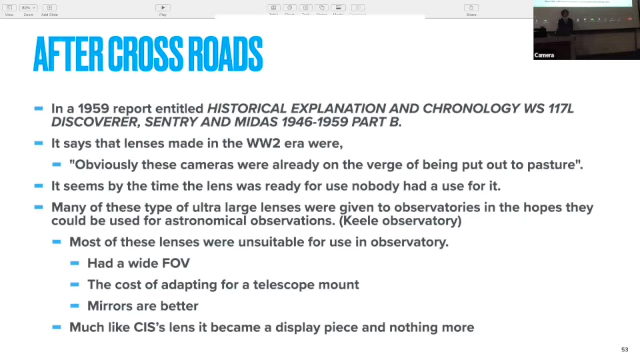 83%
View
Zoom
Add Slide
Play
Share
Camera
AFTER CROSS ROADS
In a 1959 report entitled HISTORICAL EXPLANATION AND CHRONOLOGY WS 117L
DISCOVERER, SENTRY AND MIDAS 1946-1959 PART B.
It says that lenses made in the WW2 era were,
"Obviously these cameras were already on the verge of being put out to pasture".
It seems by the time the lens was ready for use nobody had a use for it.
Many of these type of ultra large lenses were given to observatories in the hopes they
could be used for astronomical observations. (Keele observatory)
Most of these lenses were unsuitable for use in observatory.
Had a wide FOV
The cost of adapting for a telescope mount
Mirrors are better
Much like CIS's lens it became a display piece and nothing more
53